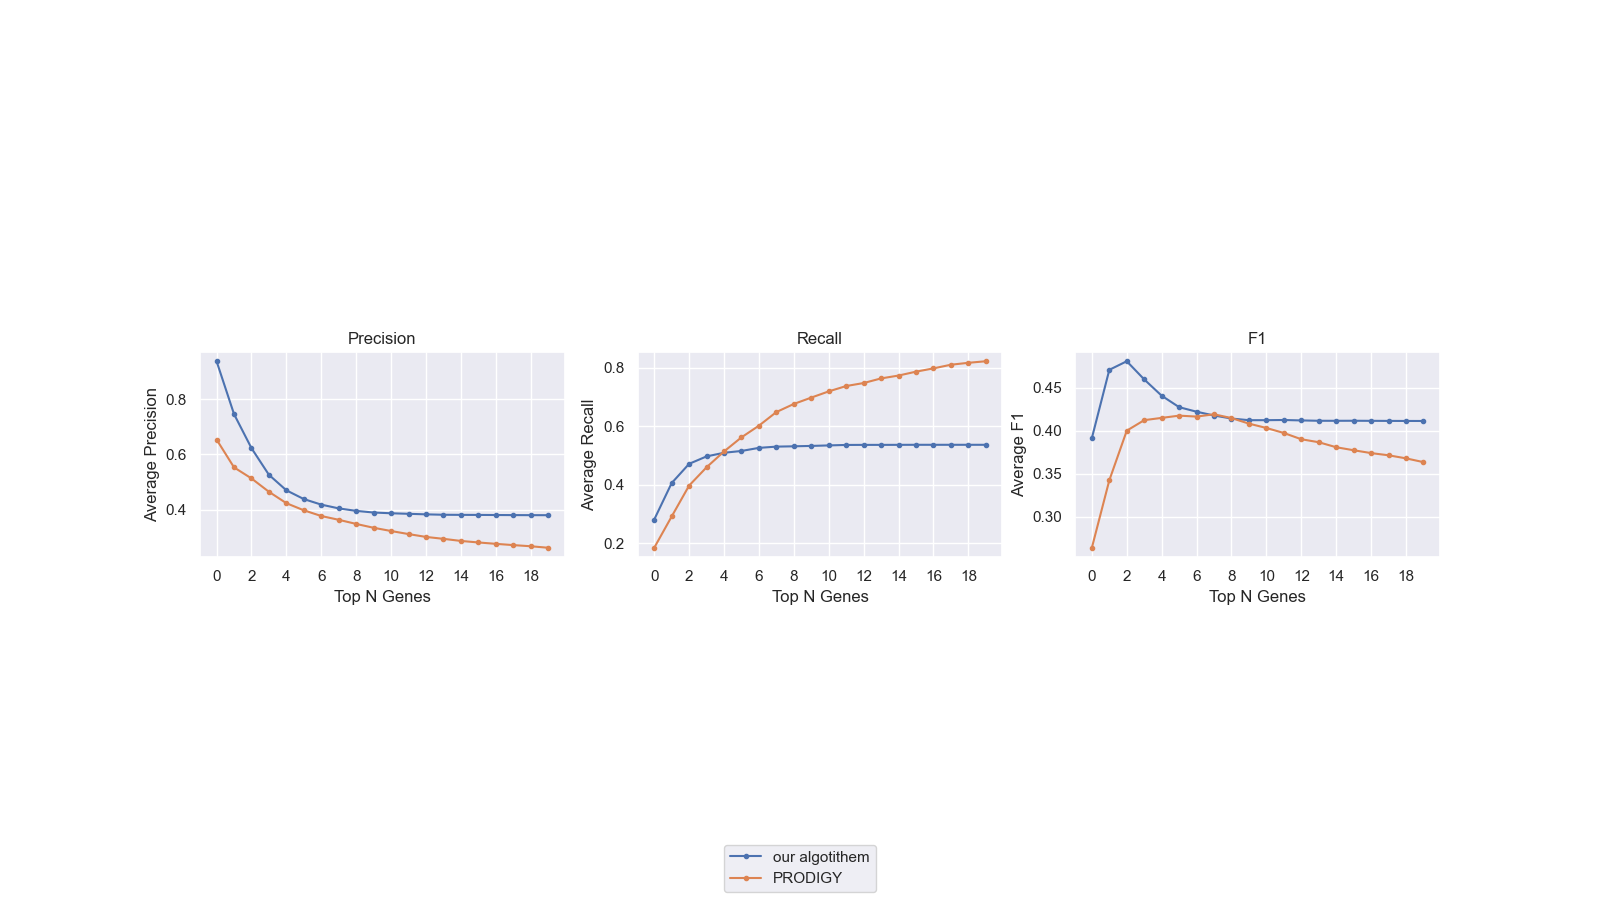 Precision
Average Precision
0.8
0.6
0.4
0 2 4 6 8 10 12 14 16 18
Top N Genes
Recall
Average Recall
0.8
0.6
0.4
0.2
0 2 4 6 8 10 12 14 16 18
Top N Genes
F1
Average F1
0.45
0.40
0.35
0.30
0 2 4 6 8 10 12 14 16 18
Top N Genes
our algotithem
PRODIGY